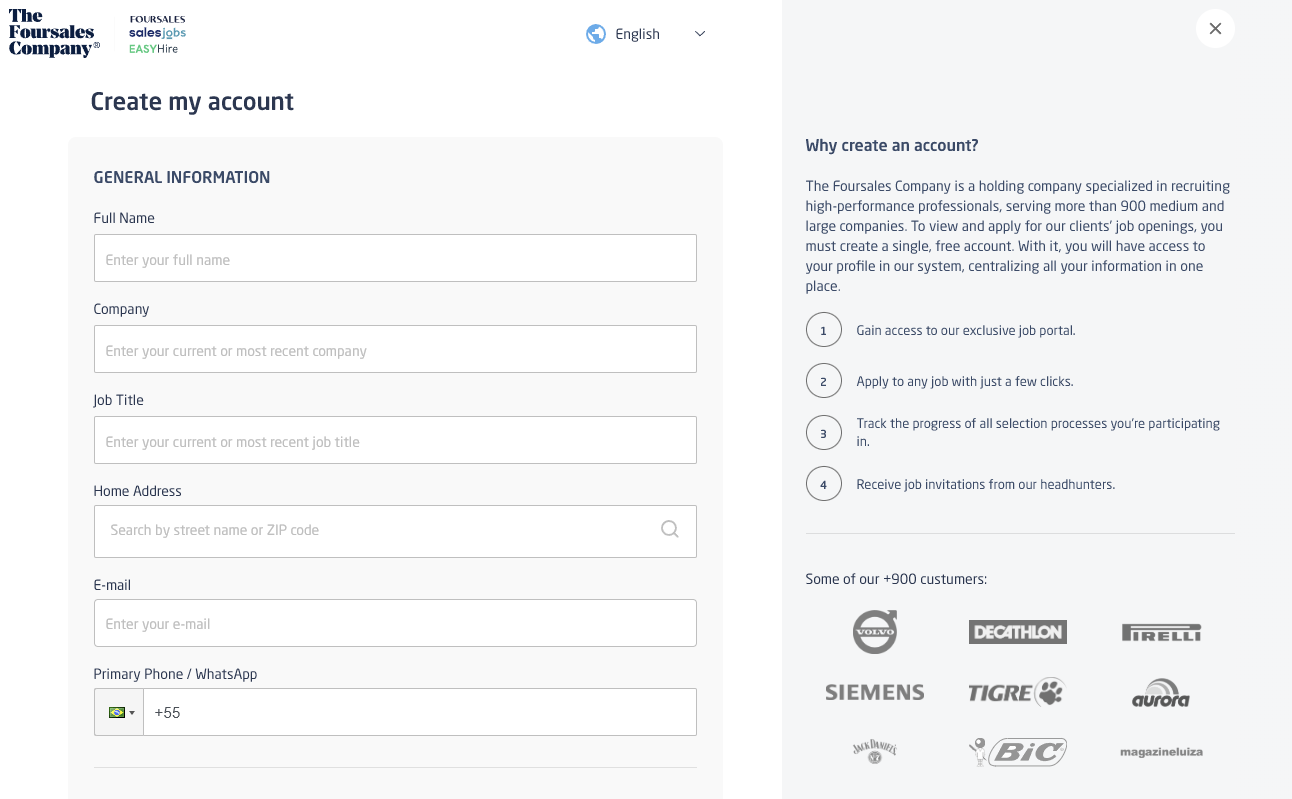 The
Foursales
Company®
FOURSALES
salesjobs
EASYHire
English
Create my account
GENERAL INFORMATION
Full Name
Enter your full name
Company
Enter your current or most recent company
Job Title
Enter your current or most recent job title
Home Address
Search by street name or ZIP code
E-mail
Enter your e-mail
Primary Phone / WhatsApp
+55
Why create an account?
The Foursales Company is a holding company specialized in recruiting
high-performance professionals, serving more than 900 medium and
large companies. To view and apply for our clients' job openings, you
must create a single, free account. With it, you will have access to
your profile in our system, centralizing all your information in one
place.
1 Gain access to our exclusive job portal.
2 Apply to any job with just a few clicks.
3 Track the progress of all selection processes you're participating
in.
4 Receive job invitations from our headhunters.
Some of our +900 custumers:
VOLVO
DECATHLON
PIRELLI
SIEMENS
TIGRE
aurora
JACK DANIEL'S
BiC
magazineluiza